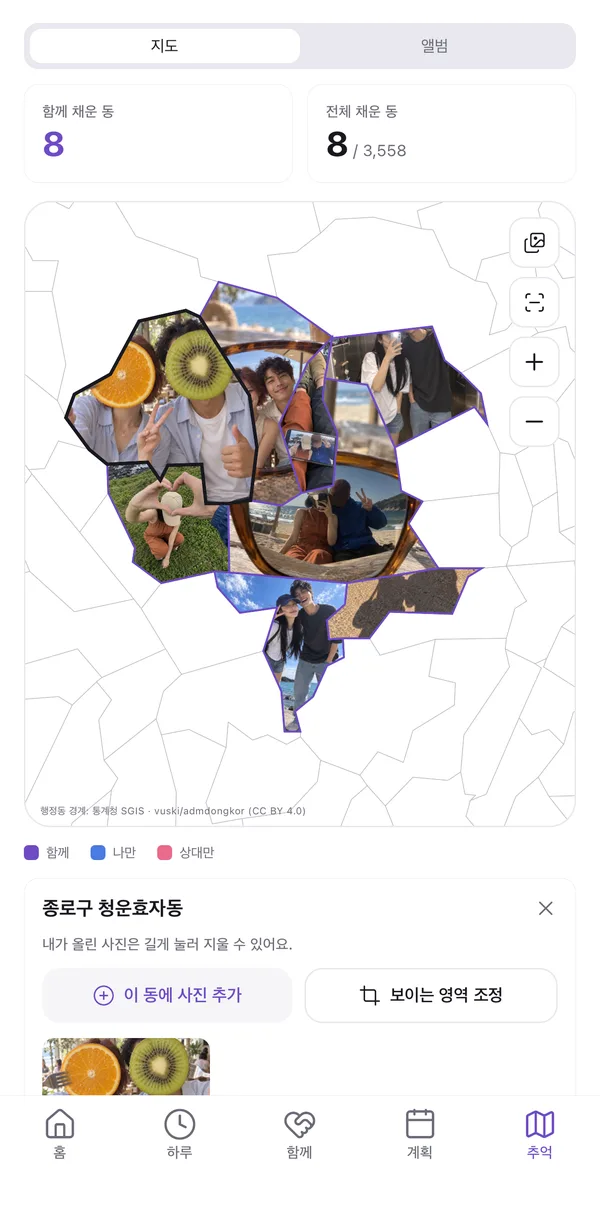 지도
앨범
함께 채운 동
8
전체 채운 동
8 / 3,558
행정동 경계: 통계청 SGIS · vuski/admdongkor (CC BY 4.0)
함께
나만
상대만
종로구 청운효자동
내가 올린 사진은 길게 눌러 지울 수 있어요.
이 동에 사진 추가
보이는 영역 조정
홈
하루
함께
계획
추억